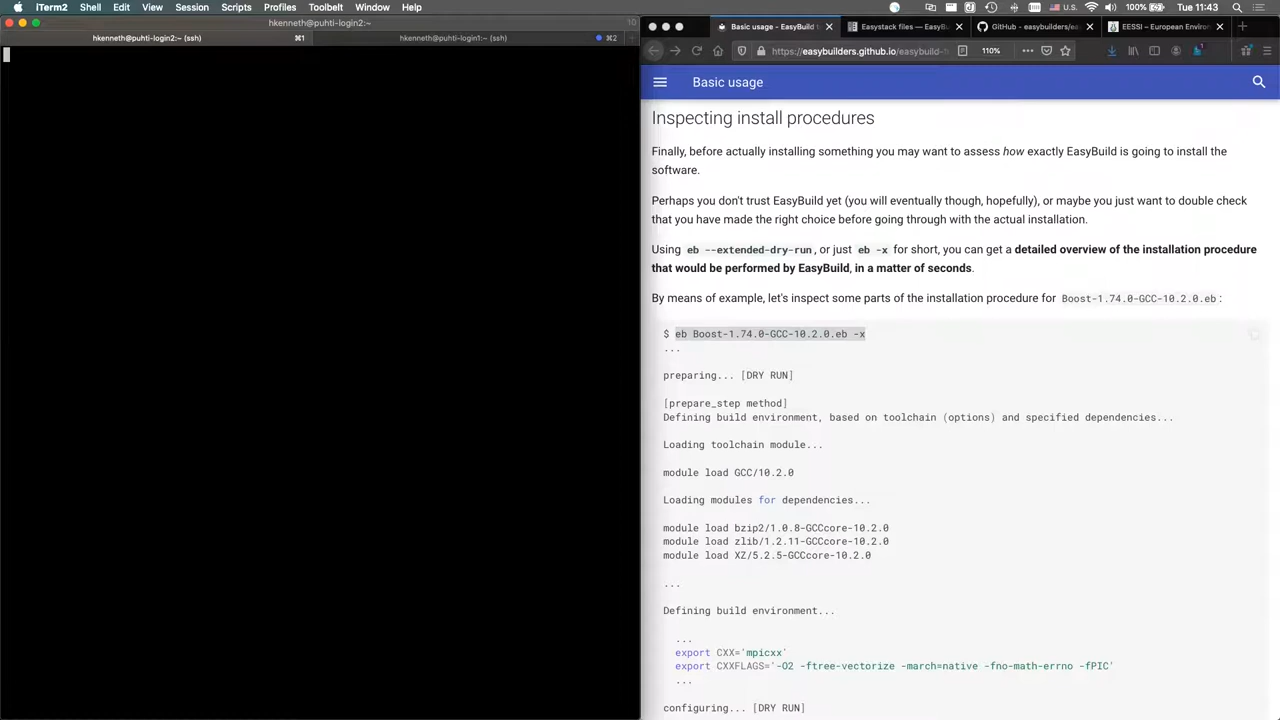 iTerm2 Shell Edit View Session Scripts Profiles Toolbelt Window Help
U.S. 100% Tue 11:43
hkenneth@puhti-login2:~
hkenneth@puhti-login2:~ (ssh) ⌘1
hkenneth@puhti-login1:~ (ssh) ⌘2
Basic usage - EasyBuild
Easystack files — EasyBu
GitHub - easybuilders/eas
EESSI – European Environ
https://easybuilders.github.io/easybuild- 110%
Basic usage
Inspecting install procedures
Finally, before actually installing something you may want to assess how exactly EasyBuild is going to install the
software.
Perhaps you don't trust EasyBuild yet (you will eventually though, hopefully), or maybe you just want to double check
that you have made the right choice before going through with the actual installation.
Using eb --extended-dry-run, or just eb -x for short, you can get a detailed overview of the installation procedure
that would be performed by EasyBuild, in a matter of seconds.
By means of example, let's inspect some parts of the installation procedure for Boost-1.74.0-GCC-10.2.0.eb:
$ eb Boost-1.74.0-GCC-10.2.0.eb -x
...
preparing... [DRY RUN]
[prepare_step method]
Defining build environment, based on toolchain (options) and specified dependencies...
Loading toolchain module...
module load GCC/10.2.0
Loading modules for dependencies...
module load bzip2/1.0.8-GCCcore-10.2.0
module load zlib/1.2.11-GCCcore-10.2.0
module load XZ/5.2.5-GCCcore-10.2.0
...
Defining build environment...
...
export CXX='mpicxx'
export CXXFLAGS='-O2 -ftree-vectorize -march=native -fno-math-errno -fPIC'
...
configuring... [DRY RUN]